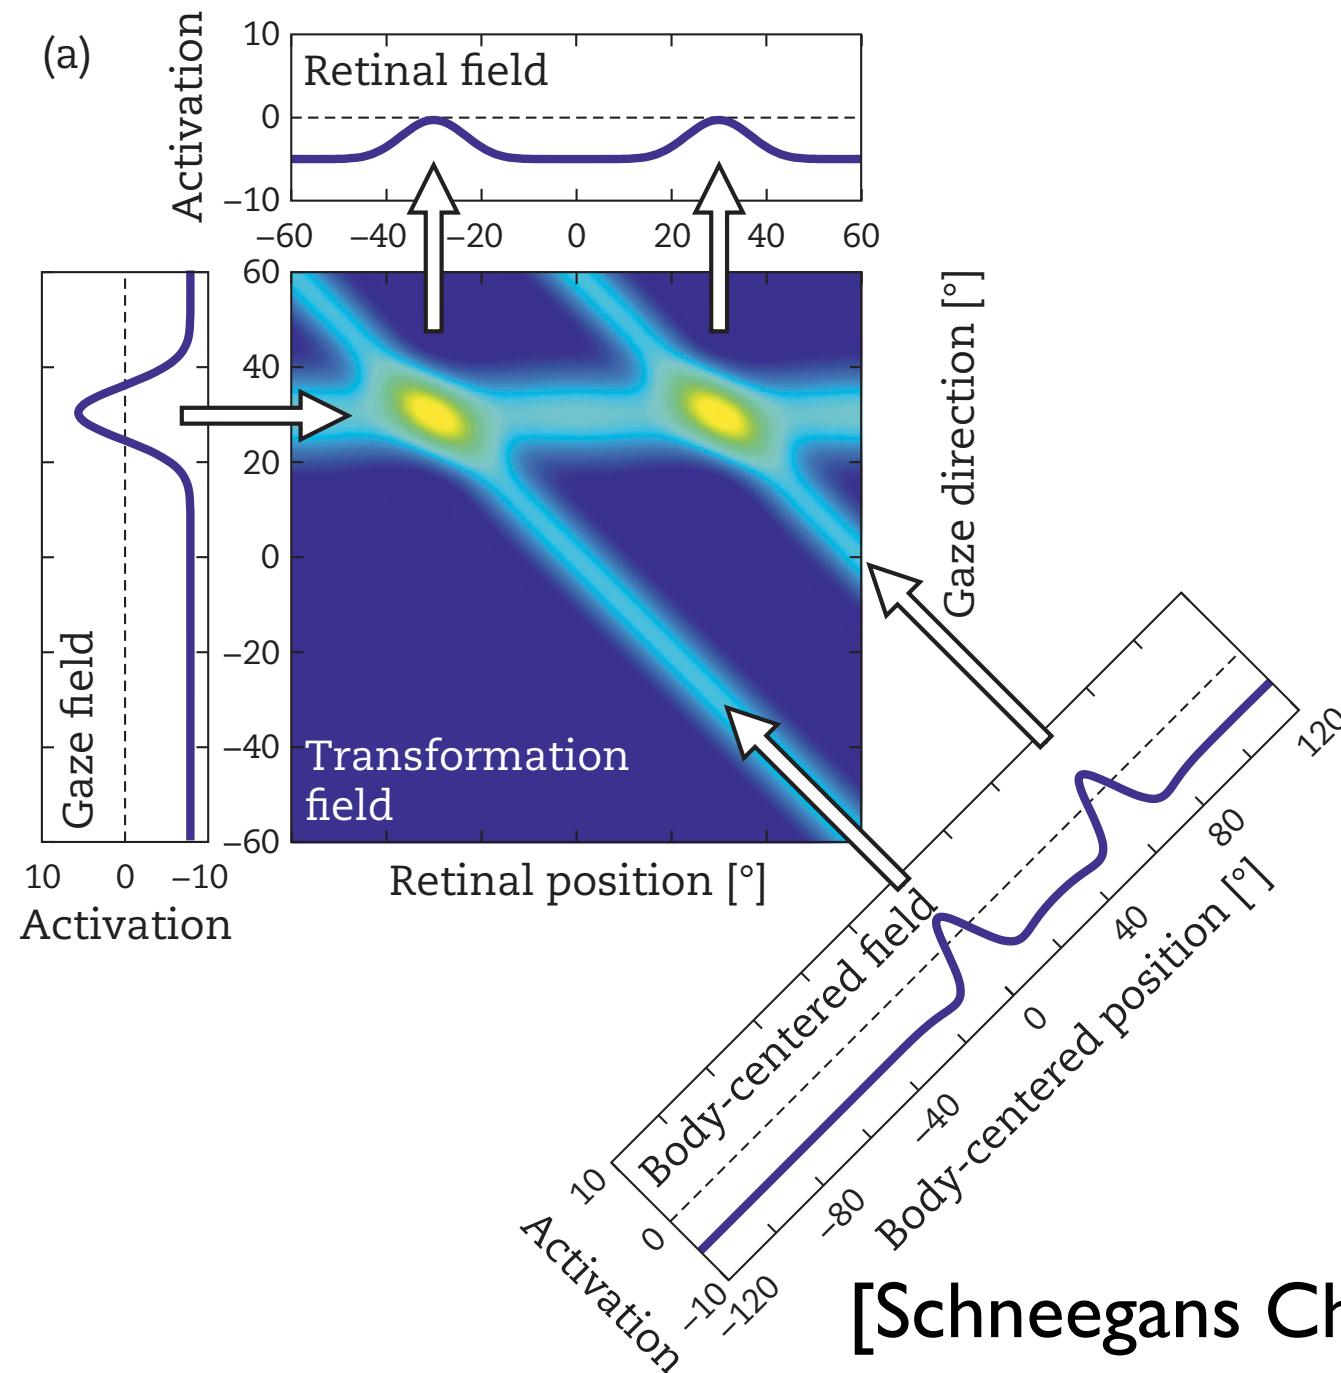 (a)
Activation
10
0
−10
Retinal field
−60 −40 −20 0 20 40 60
60
40
20
0
−20
−40
−60
Gaze field
10 0 −10
Activation
Transformation
field
Retinal position [°]
Gaze direction [°]
Body-centered field
10
0
−10
Activation
−120
−80
−40
0
40
80
120
Body-centered position [°]
[Schneegans Ch